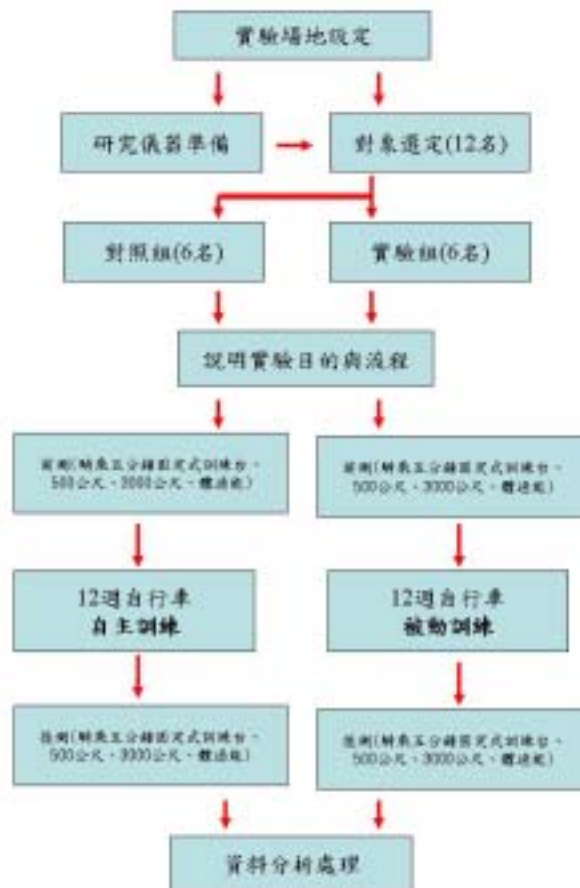 實驗場地設定
研究儀器準備
對象選定(12名)
對照組(6名)
實驗組(6名)
說明實驗目的與流程
前測(騎乘五分鐘固定式訓練台、
500公尺、3000公尺、體適能)
前測(騎乘五分鐘固定式訓練台、
500公尺、3000公尺、體適能)
12週自行車
自主訓練
12週自行車
被動訓練
後測(騎乘五分鐘固定式訓練台、
500公尺、3000公尺、體適能)
後測(騎乘五分鐘固定式訓練台、
500公尺、3000公尺、體適能)
資料分析處理